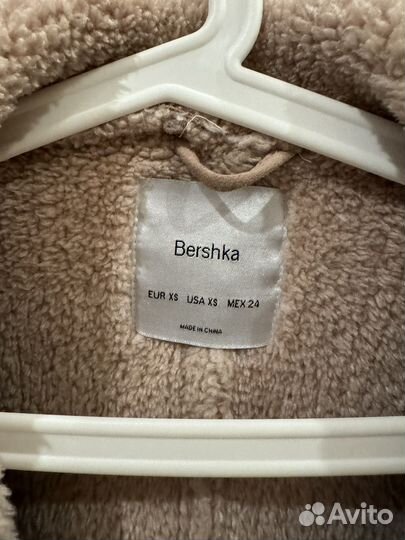 Bershka
EUR XS USA XS MEX 24
MADE IN CHINA
Avito